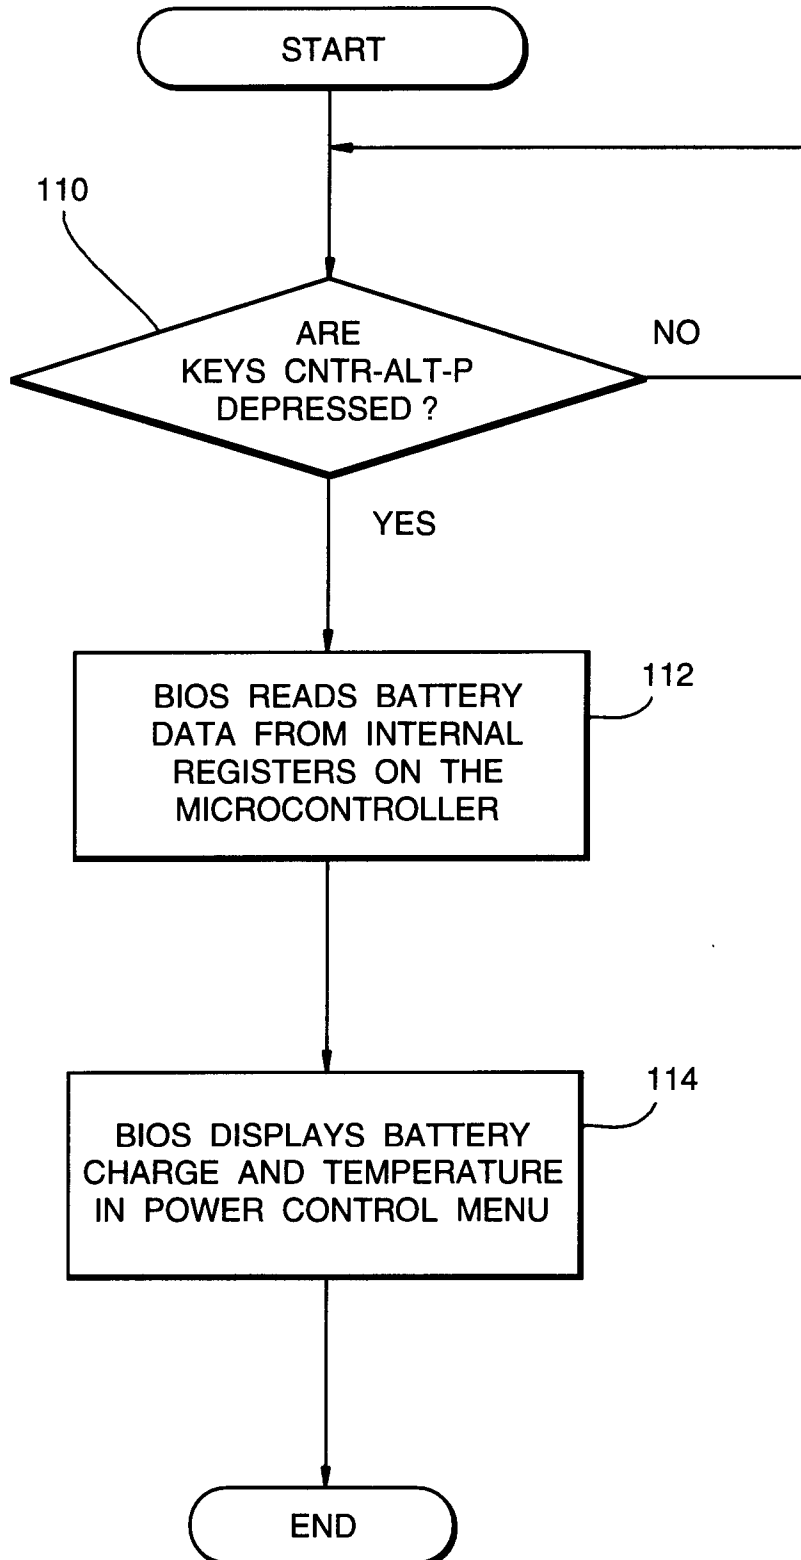 START
110
ARE
KEYS CNTR-ALT-P
DEPRESSED ?
NO
YES
BIOS READS BATTERY
DATA FROM INTERNAL
REGISTERS ON THE
MICROCONTROLLER
112
114
BIOS DISPLAYS BATTERY
CHARGE AND TEMPERATURE
IN POWER CONTROL MENU
END